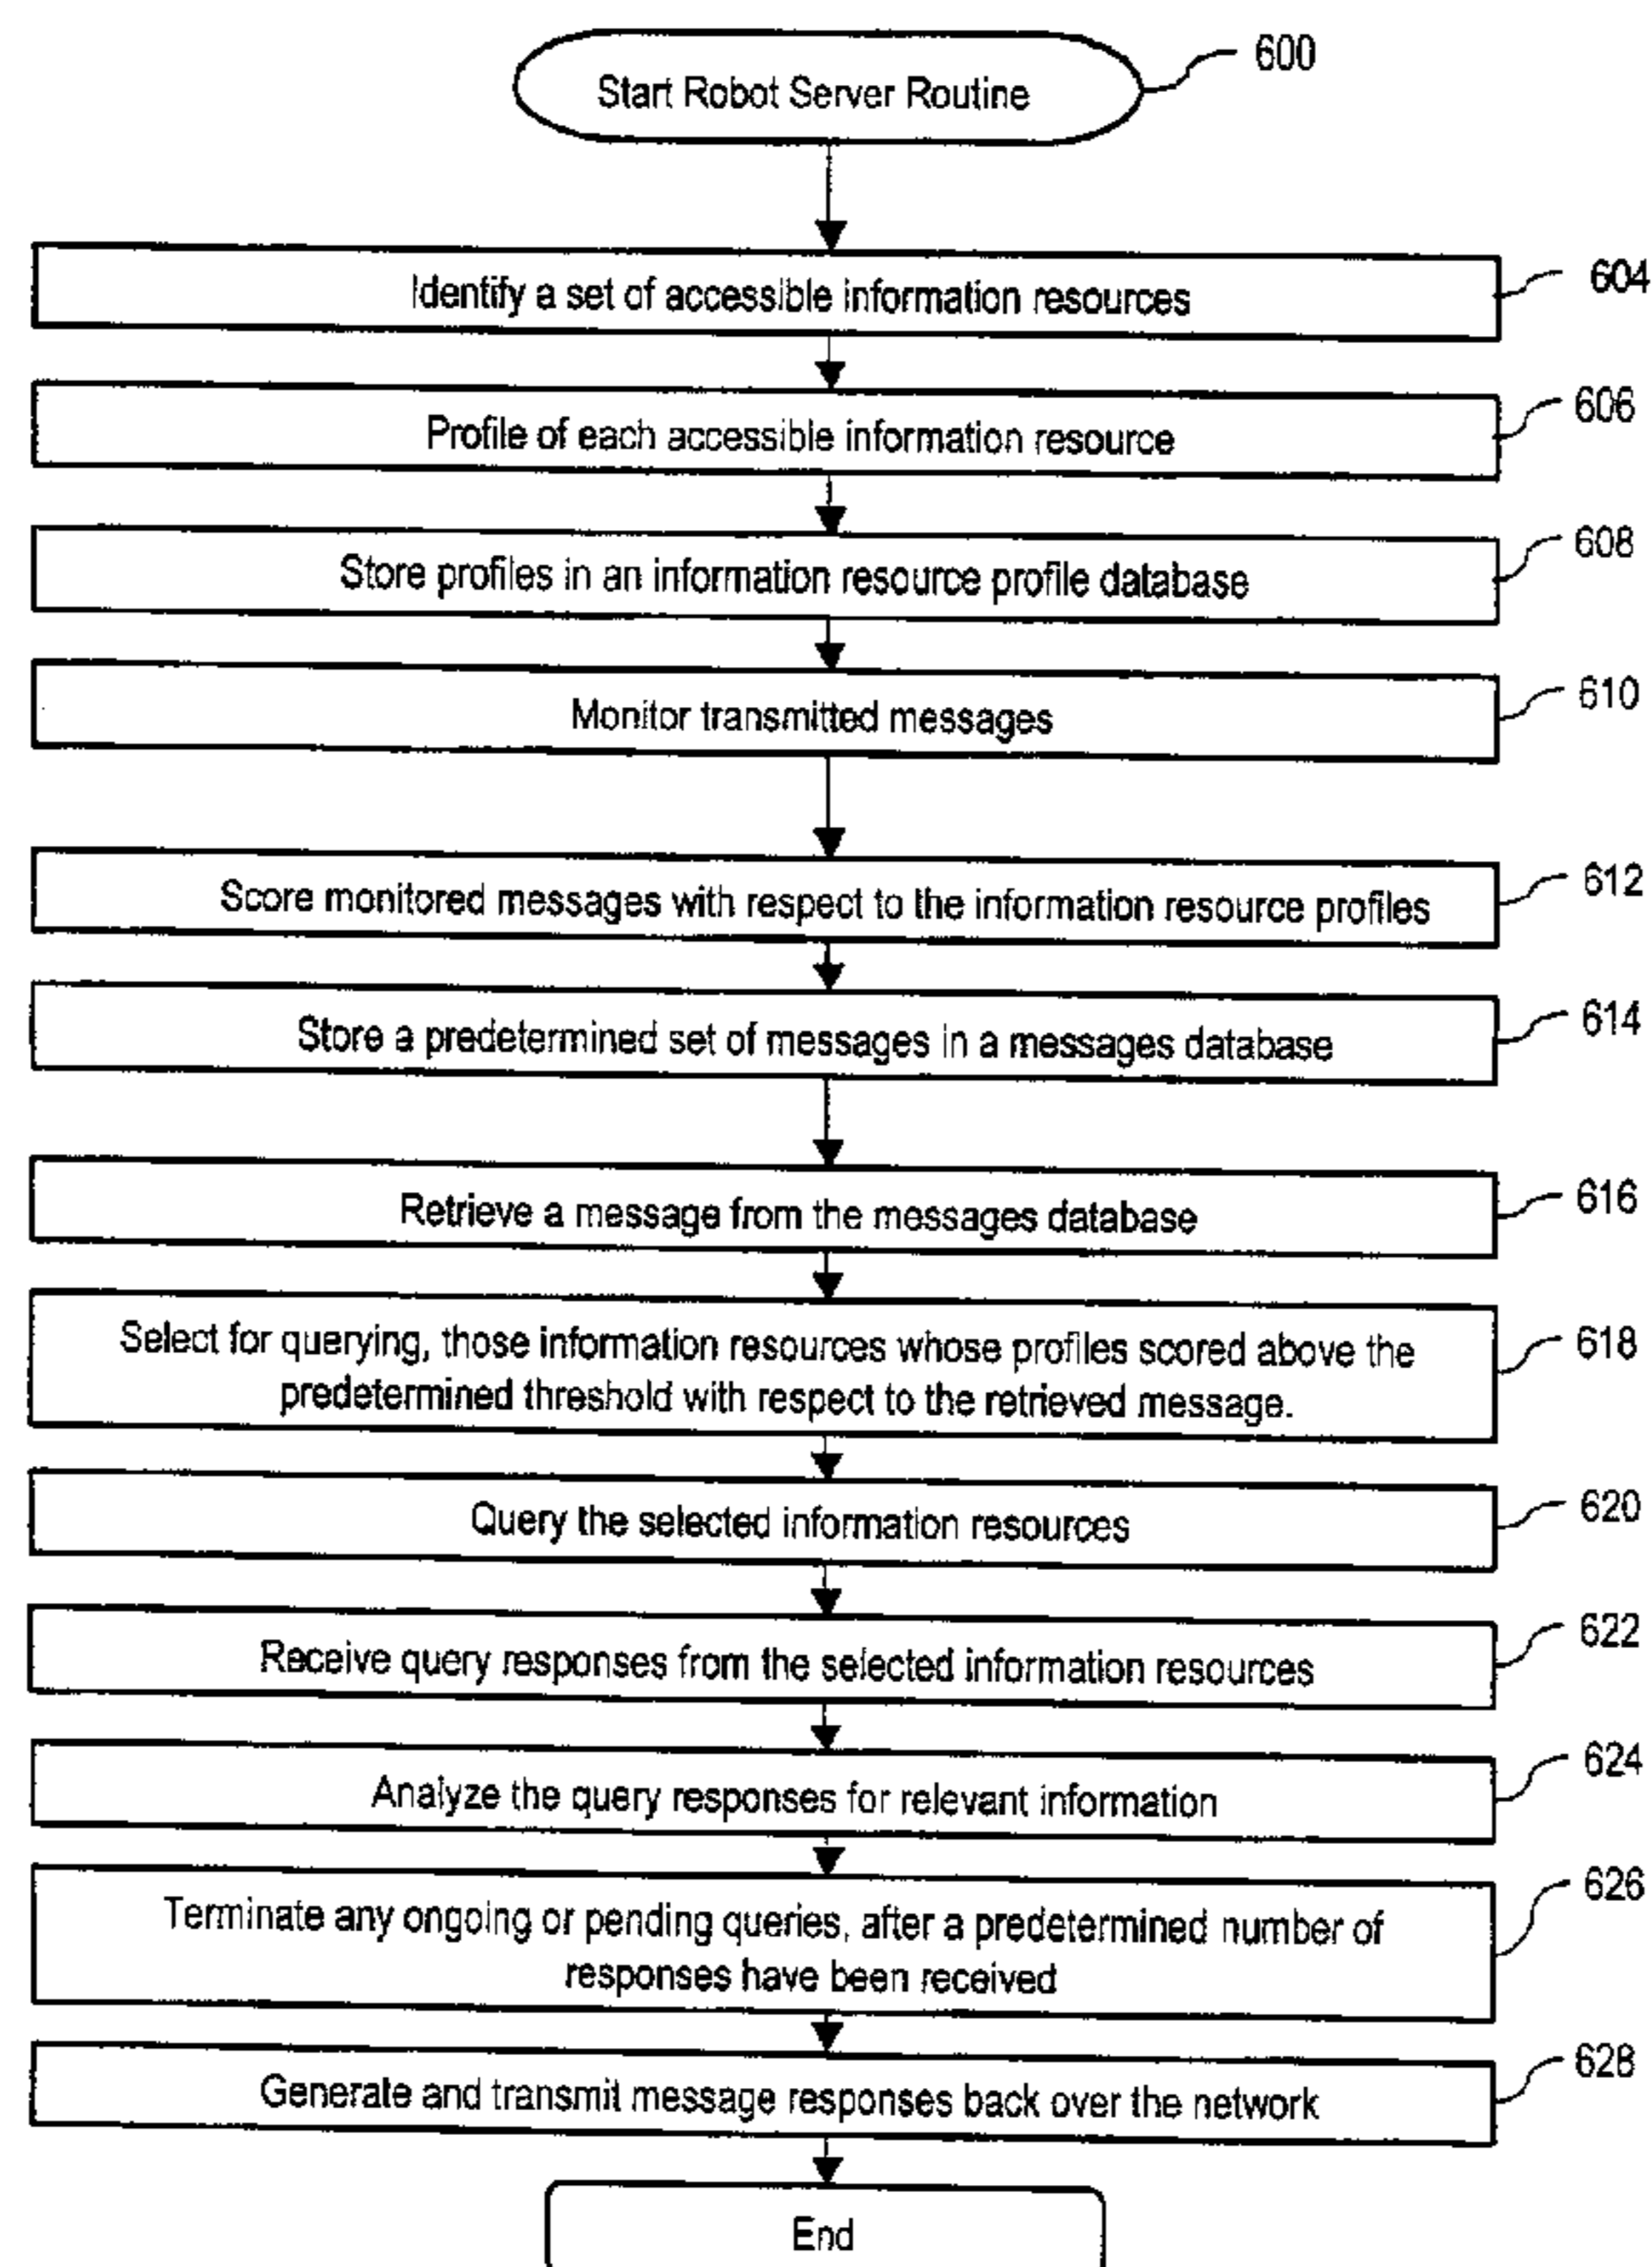 Start Robot Server Routine
600
Identify a set of accessible information resources
604
Profile of each accessible information resource
606
Store profiles in an information resource profile database
608
Monitor transmitted messages
610
Score monitored messages with respect to the information resource profiles
612
Store a predetermined set of messages in a messages database
614
Retrieve a message from the messages database
616
Select for querying, those information resources whose profiles scored above the
predetermined threshold with respect to the retrieved message.
618
Query the selected information resources
620
Receive query responses from the selected information resources
622
Analyze the query responses for relevant information
624
Terminate any ongoing or pending queries, after a predetermined number of
responses have been received
626
Generate and transmit message responses back over the network
628
End